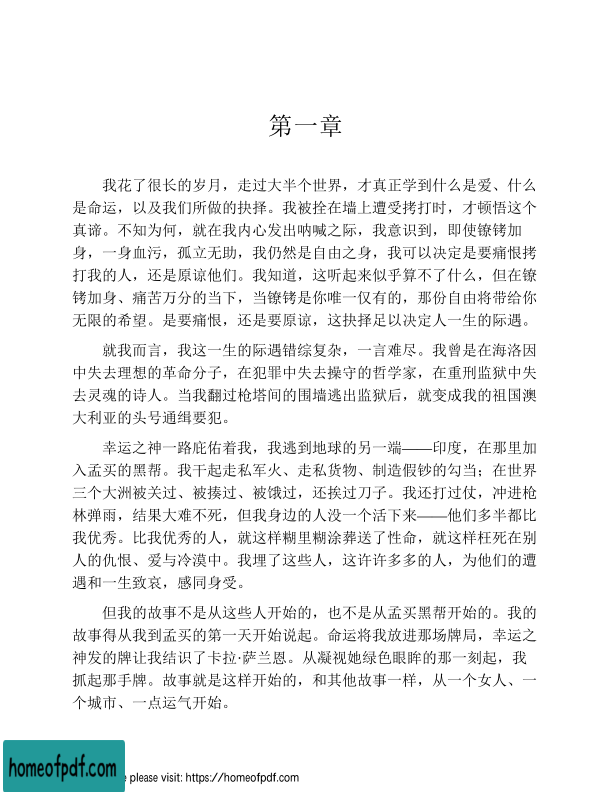 第一章
我花了很长的岁月，走过大半个世界，才真正学到什么是爱、什么
是命运，以及我们所做的抉择。我被拴在墙上遭受拷打时，才顿悟这个
真谛。不知为何，就在我内心发出呐喊之际，我意识到，即使镣铐加
身，一身血污，孤立无助，我仍然是自由之身，我可以决定是要痛恨拷
打我的人，还是原谅他们。我知道，这听起来似乎算不了什么，但在镣
铐加身、痛苦万分的当下，当镣铐是你唯一仅有的，那份自由将带给你
无限的希望。是要痛恨，还是要原谅，这抉择足以决定人一生的际遇。
就我而言，我这一生的际遇错综复杂，一言难尽。我曾是在海洛因
中失去理想的革命分子，在犯罪中失去操守的哲学家，在重刑监狱中失
去灵魂的诗人。当我翻过枪塔间的围墙逃出监狱后，就变成我的祖国澳
大利亚的头号通缉要犯。
幸运之神一路庇佑着我，我逃到地球的另一端——印度，在那里加
入孟买的黑帮。我干起走私军火、走私货物、制造假钞的勾当；在世界
三个大洲被关过、被揍过、被饿过，还挨过刀子。我还打过仗，冲进枪
林弹雨，结果大难不死，但我身边的人没一个活下来——他们多半都比
我优秀。比我优秀的人，就这样糊里糊涂葬送了性命，就这样枉死在别
人的仇恨、爱与冷漠中。我埋了这些人，这许许多多的人，为他们的遭
遇和一生致哀，感同身受。
但我的故事不是从这些人开始的，也不是从孟买黑帮开始的。我的
故事得从我到孟买的第一天开始说起。命运将我放进那场牌局，幸运之
神发的牌让我结识了卡拉·萨兰恩。从凝视她绿色眼眸的那一刻起，我
抓起那手牌。故事就是这样开始的，和其他故事一样，从一个女人、一
个城市、一点运气开始。
homeofpdf.com
please visit: https://homeofpdf.com